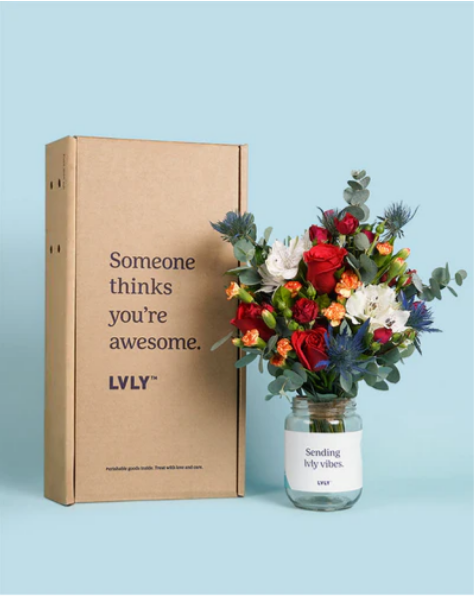 Someone
thinks
you're
awesome.
LVLY™
Perishable goods inside. Treat with love and care.
Sending
lvly vibes.
LVLY